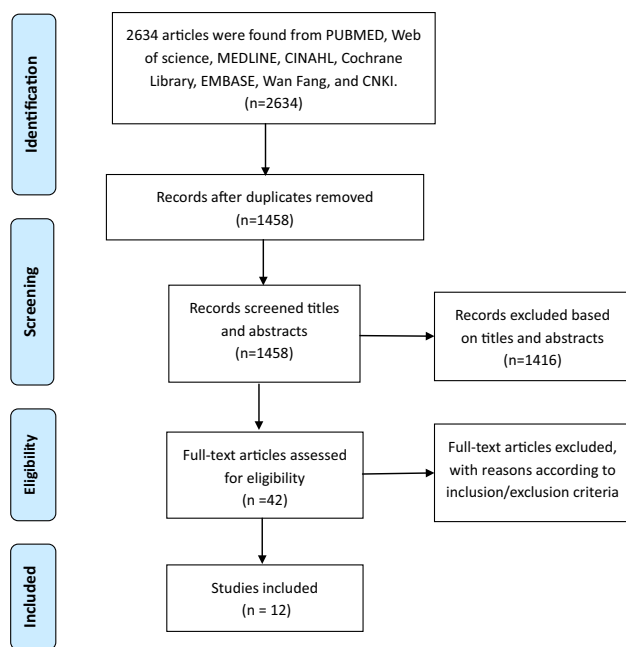 Identification
2634 articles were found from PUBMED, Web
of science, MEDLINE, CINAHL, Cochrane
Library, EMBASE, Wan Fang, and CNKI.
(n=2634)
Records after duplicates removed
(n=1458)
Screening
Records screened titles
and abstracts
(n=1458)
Records excluded based
on titles and abstracts
(n=1416)
Eligibility
Full-text articles assessed
for eligibility
(n =42)
Full-text articles excluded,
with reasons according to
inclusion/exclusion criteria
Included
Studies included
(n = 12)